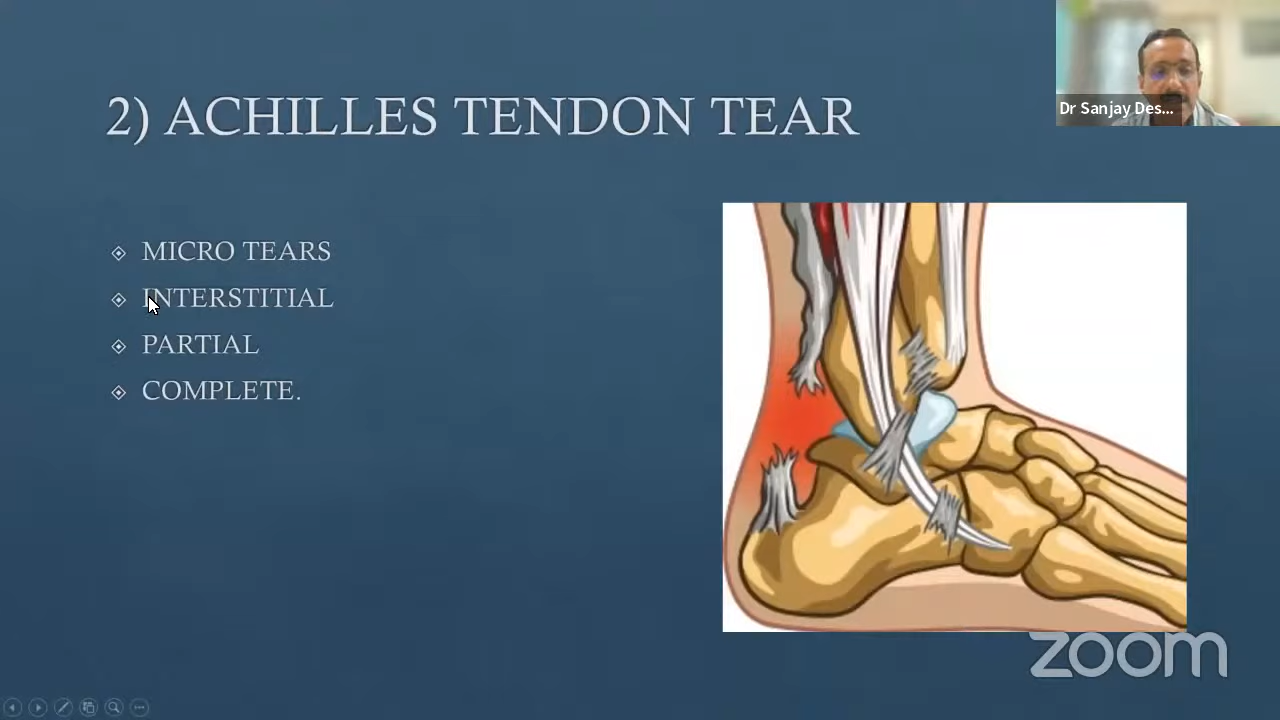 2) ACHILLES TENDON TEAR
Dr Sanjay Des...
MICRO TEARS
INTERSTITIAL
PARTIAL
COMPLETE.
zoom